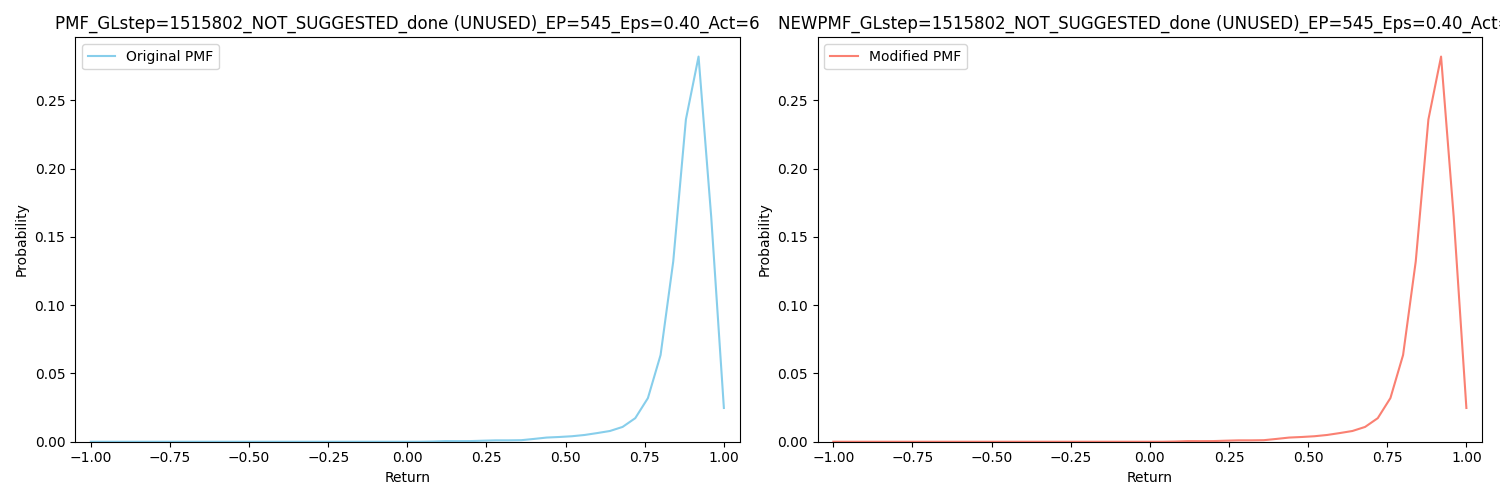 PMF_GLstep=1515802_NOT_SUGGESTED_done (UNUSED)_EP=545_Eps=0.40_Act=6
NEWPMF_GLstep=1515802_NOT_SUGGESTED_done (UNUSED)_EP=545_Eps=0.40_Act=
Original PMF
Probability
0.25
0.20
0.15
0.10
0.05
0.00
−1.00 −0.75 −0.50 −0.25 0.00 0.25 0.50 0.75 1.00
Return
Modified PMF
Probability
0.25
0.20
0.15
0.10
0.05
0.00
−1.00 −0.75 −0.50 −0.25 0.00 0.25 0.50 0.75 1.00
Return